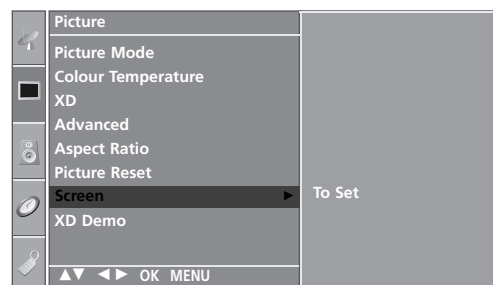 Picture
Picture Mode
Colour Temperature
XD
Advanced
Aspect Ratio
Picture Reset
Screen ► To Set
XD Demo
▲▼ ◄► OK MENU